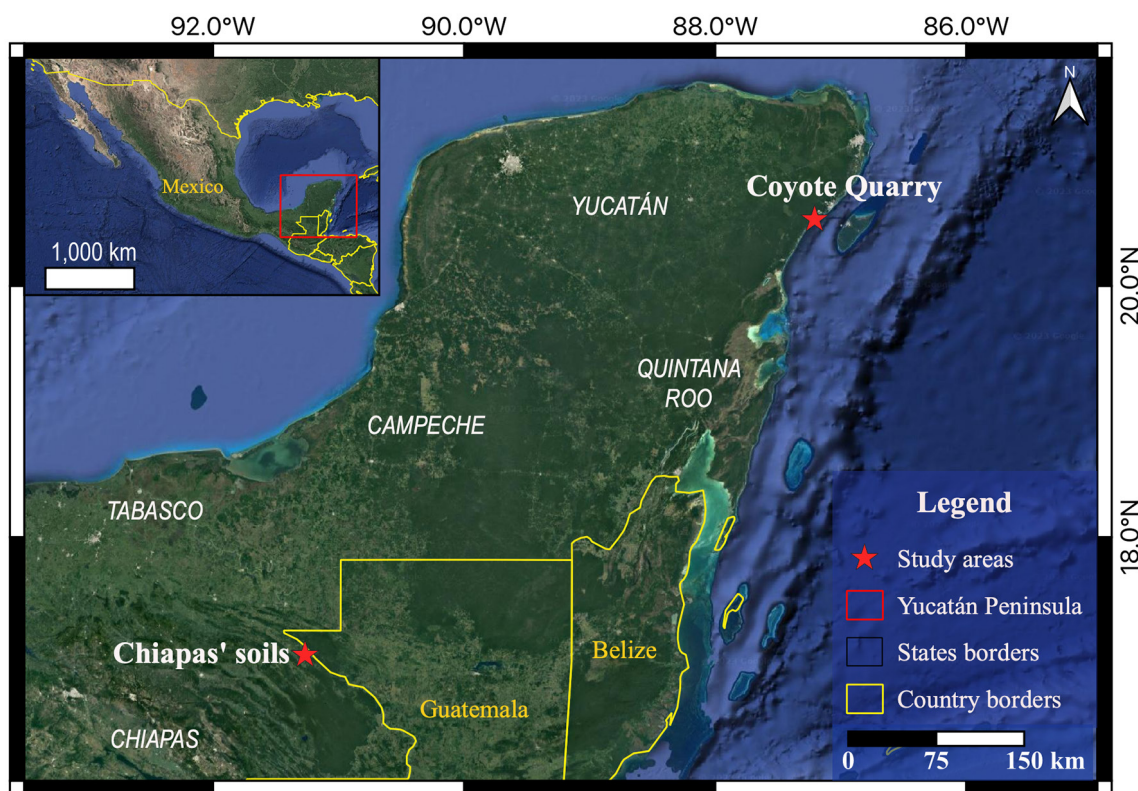 92.0°W
90.0°W
88.0°W
86.0°W
N
Mexico
1,000 km
YUCATÁN
Coyote Quarry
20.0°N
QUINTANA
ROO
CAMPECHE
TABASCO
18.0°N
Chiapas' soils
Belize
Guatemala
CHIAPAS
Legend
Study areas
Yucatán Peninsula
States borders
Country borders
0
75
150 km